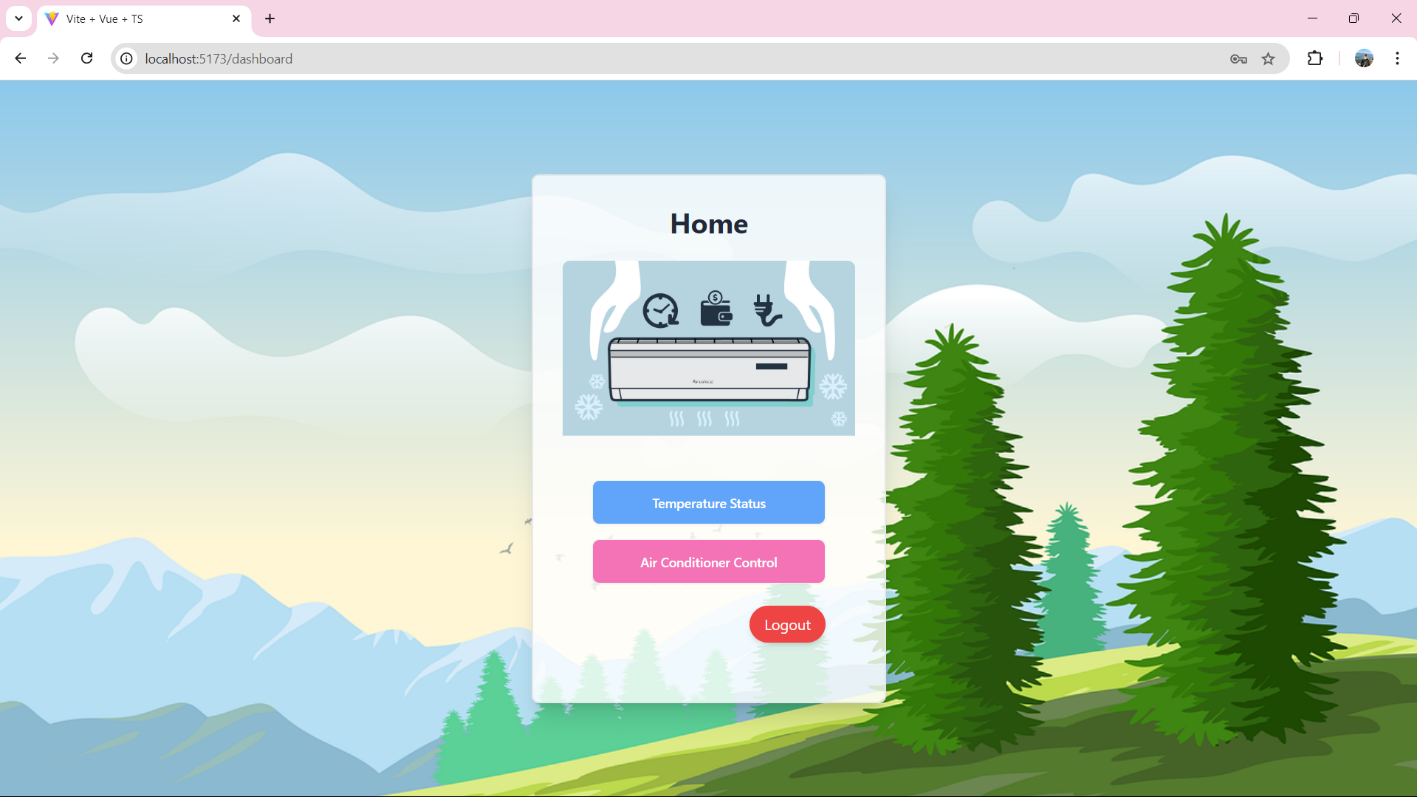 Vite + Vue + TS
localhost:5173/dashboard
Home
$
Temperature Status
Air Conditioner Control
Logout